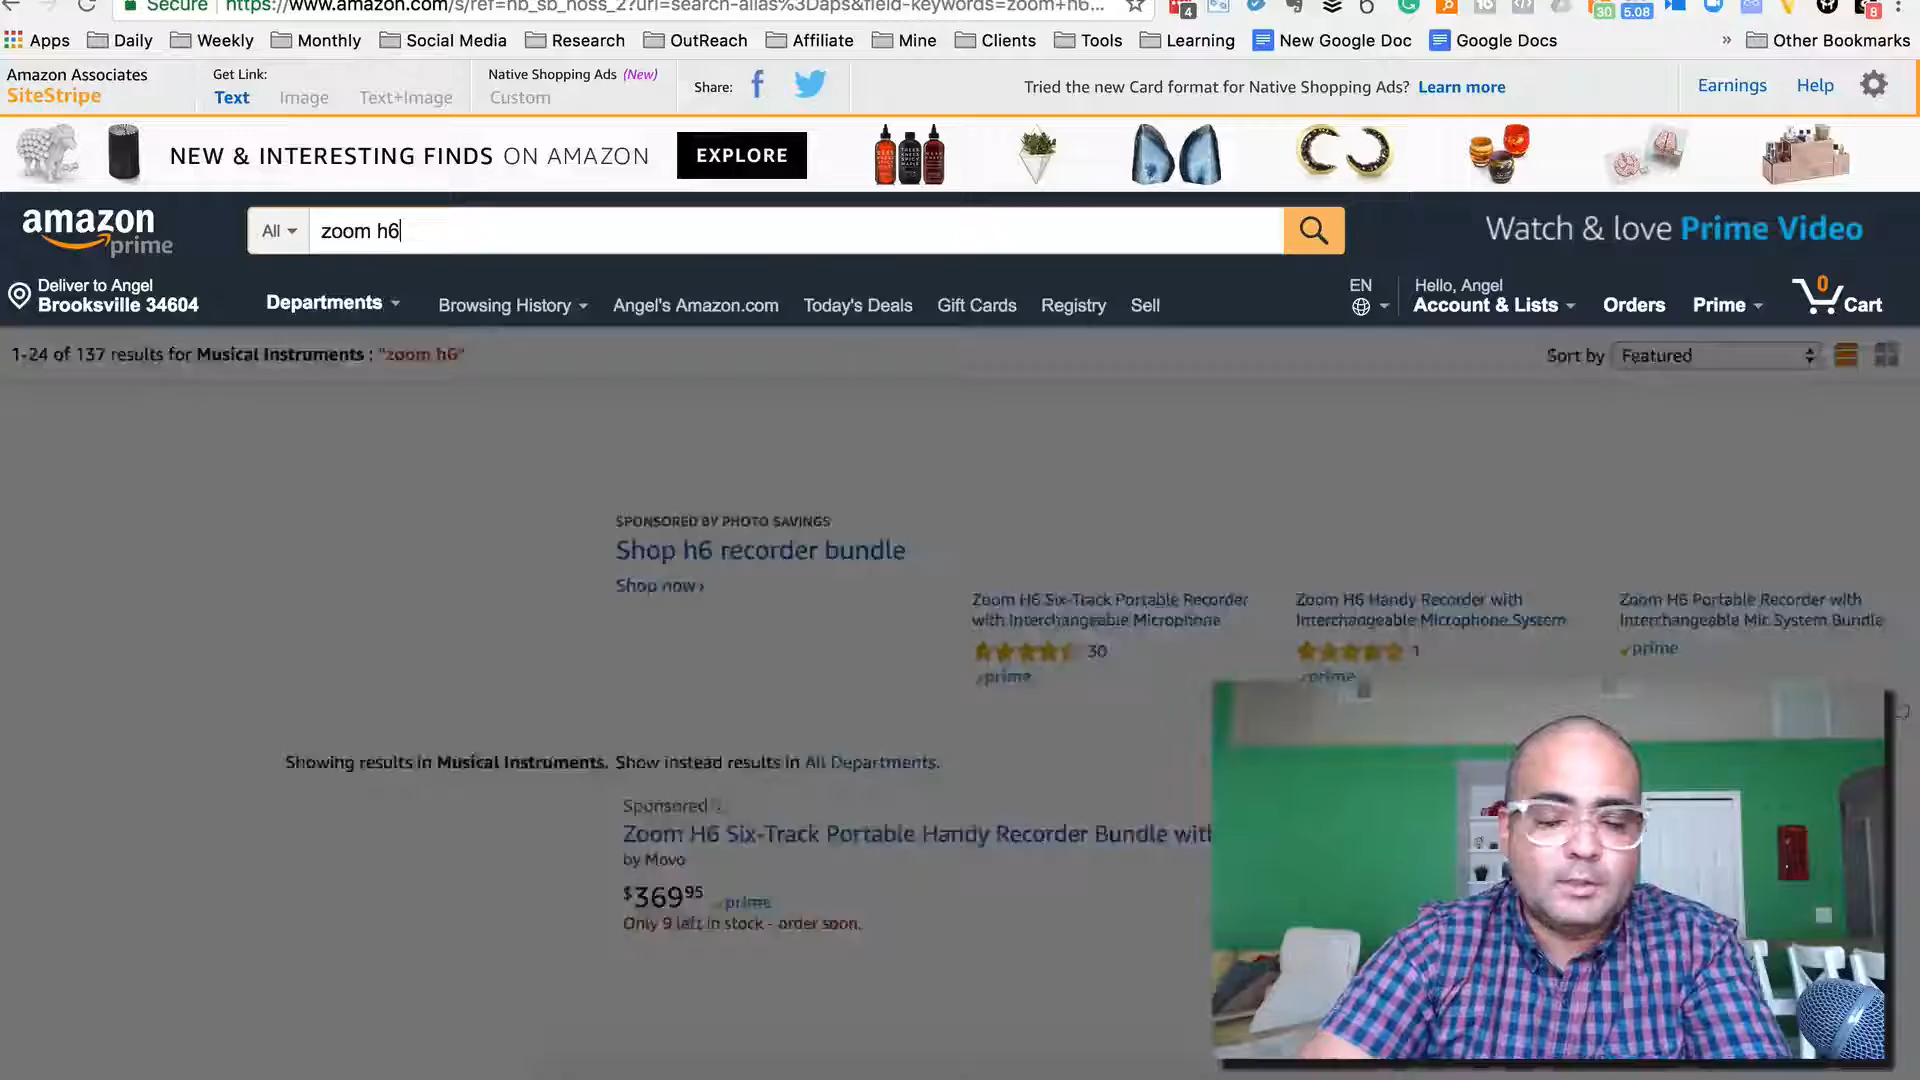 Secure https://www.amazon.com/s/ref=nb_sb_noss_2?url=search-alias%3Daps&field-keywords=zoom+h6...
4
30
5.08
8
Apps Daily Weekly Monthly Social Media Research OutReach Affiliate Mine Clients Tools Learning New Google Doc Google Docs » Other Bookmarks
Amazon Associates
SiteStripe
Get Link:
Text Image Text+Image
Native Shopping Ads (New)
Custom
Share:
Tried the new Card format for Native Shopping Ads? Learn more
Earnings Help
NEW & INTERESTING FINDS ON AMAZON EXPLORE
amazon
prime
All
zoom h6
Watch & love Prime Video
Deliver to Angel
Brooksville 34604
Departments Browsing History Angel's Amazon.com Today's Deals Gift Cards Registry Sell
EN
Hello, Angel
Account & Lists Orders Prime
0
Cart
1-24 of 137 results for Musical Instruments : "zoom h6"
Sort by Featured
SPONSORED BY PHOTO SAVINGS
Shop h6 recorder bundle
Shop now ›
Zoom H6 Six-Track Portable Recorder
with Interchangeable Microphone
30
prime
Zoom H6 Handy Recorder with
Interchangeable Microphone System
1
prime
Zoom H6 Portable Recorder with
Interchangeable Mic System Bundle
prime
Showing results in Musical Instruments. Show instead results in All Departments.
Sponsored
Zoom H6 Six-Track Portable Handy Recorder Bundle with
by Movo
$369 95 prime
Only 9 left in stock - order soon.